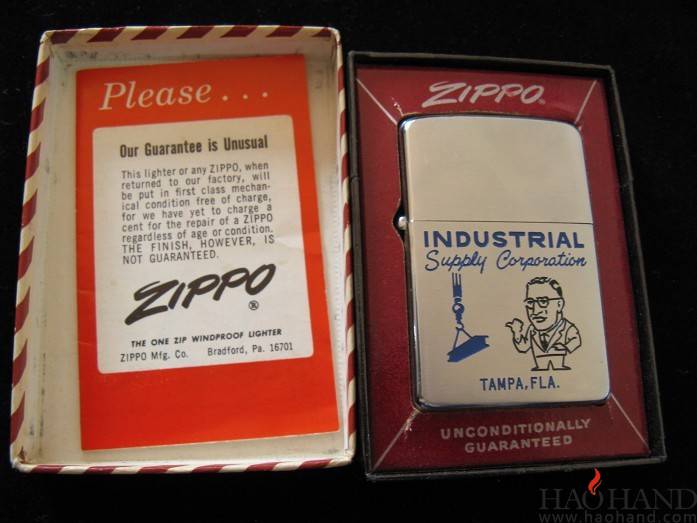 Please...
Our Guarantee is Unusual
This lighter or any ZIPPO, when
returned to our factory, will
be put in first class mechan-
ical condition free of charge,
for we have yet to charge a
cent for the repair of a ZIPPO
regardless of age or condition.
THE FINISH, HOWEVER, IS
NOT GUARANTEED.
ZIPPO ®
THE ONE ZIP WINDPROOF LIGHTER
ZIPPO Mfg. Co. Bradford, Pa. 16701
ZIPPO®
INDUSTRIAL
Supply Corporation
TAMPA, FLA.
UNCONDITIONALLY
GUARANTEED
HAOHAND
www.haohand.com